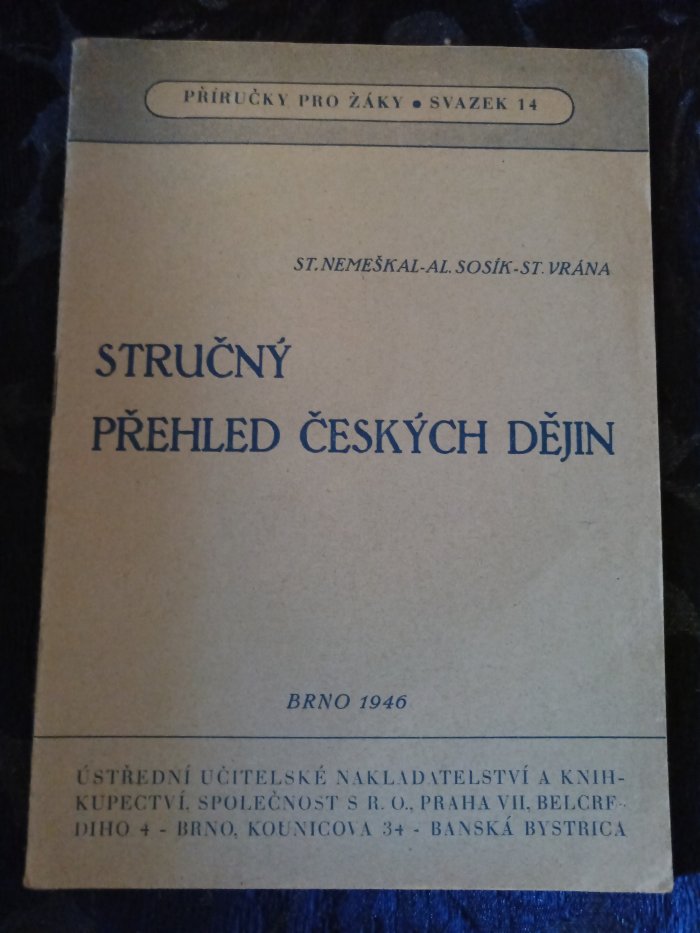 PŘÍRUČKY PRO ŽÁKY • SVAZEK 14
ST. NEMEŠKAL-AL. SOSÍK-ST. VRÁNA
STRUČNÝ
PŘEHLED ČESKÝCH DĚJIN
BRNO 1946
ÚSTŘEDNÍ UČITELSKÉ NAKLADATELSTVÍ A KNIH-
KUPECTVÍ, SPOLEČNOST S R. O., PRAHA VII, BELCRE-
DIHO 4 - BRNO, KOUNICOVA 34 - BANSKÁ BYSTRICA